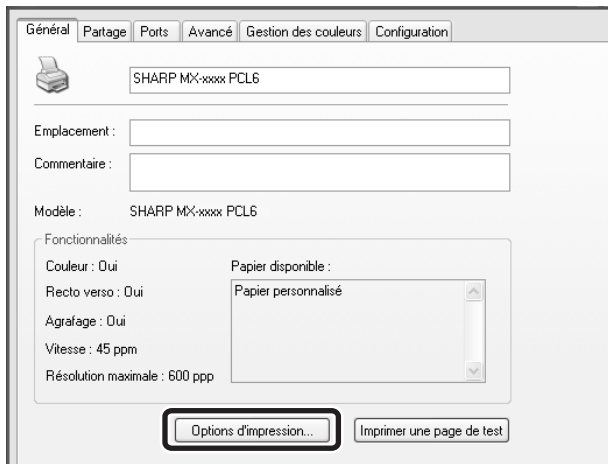 Général Partage Ports Avancé Gestion des couleurs Configuration
SHARP MX-xxxx PCL6
Emplacement :
Commentaire :
Modèle : SHARP MX-xxxx PCL6
Fonctionnalités
Couleur : Oui Papier disponible :
Recto verso : Oui Papier personnalisé
Agrafage : Oui
Vitesse : 45 ppm
Résolution maximale : 600 ppp
Options d'impression... Imprimer une page de test